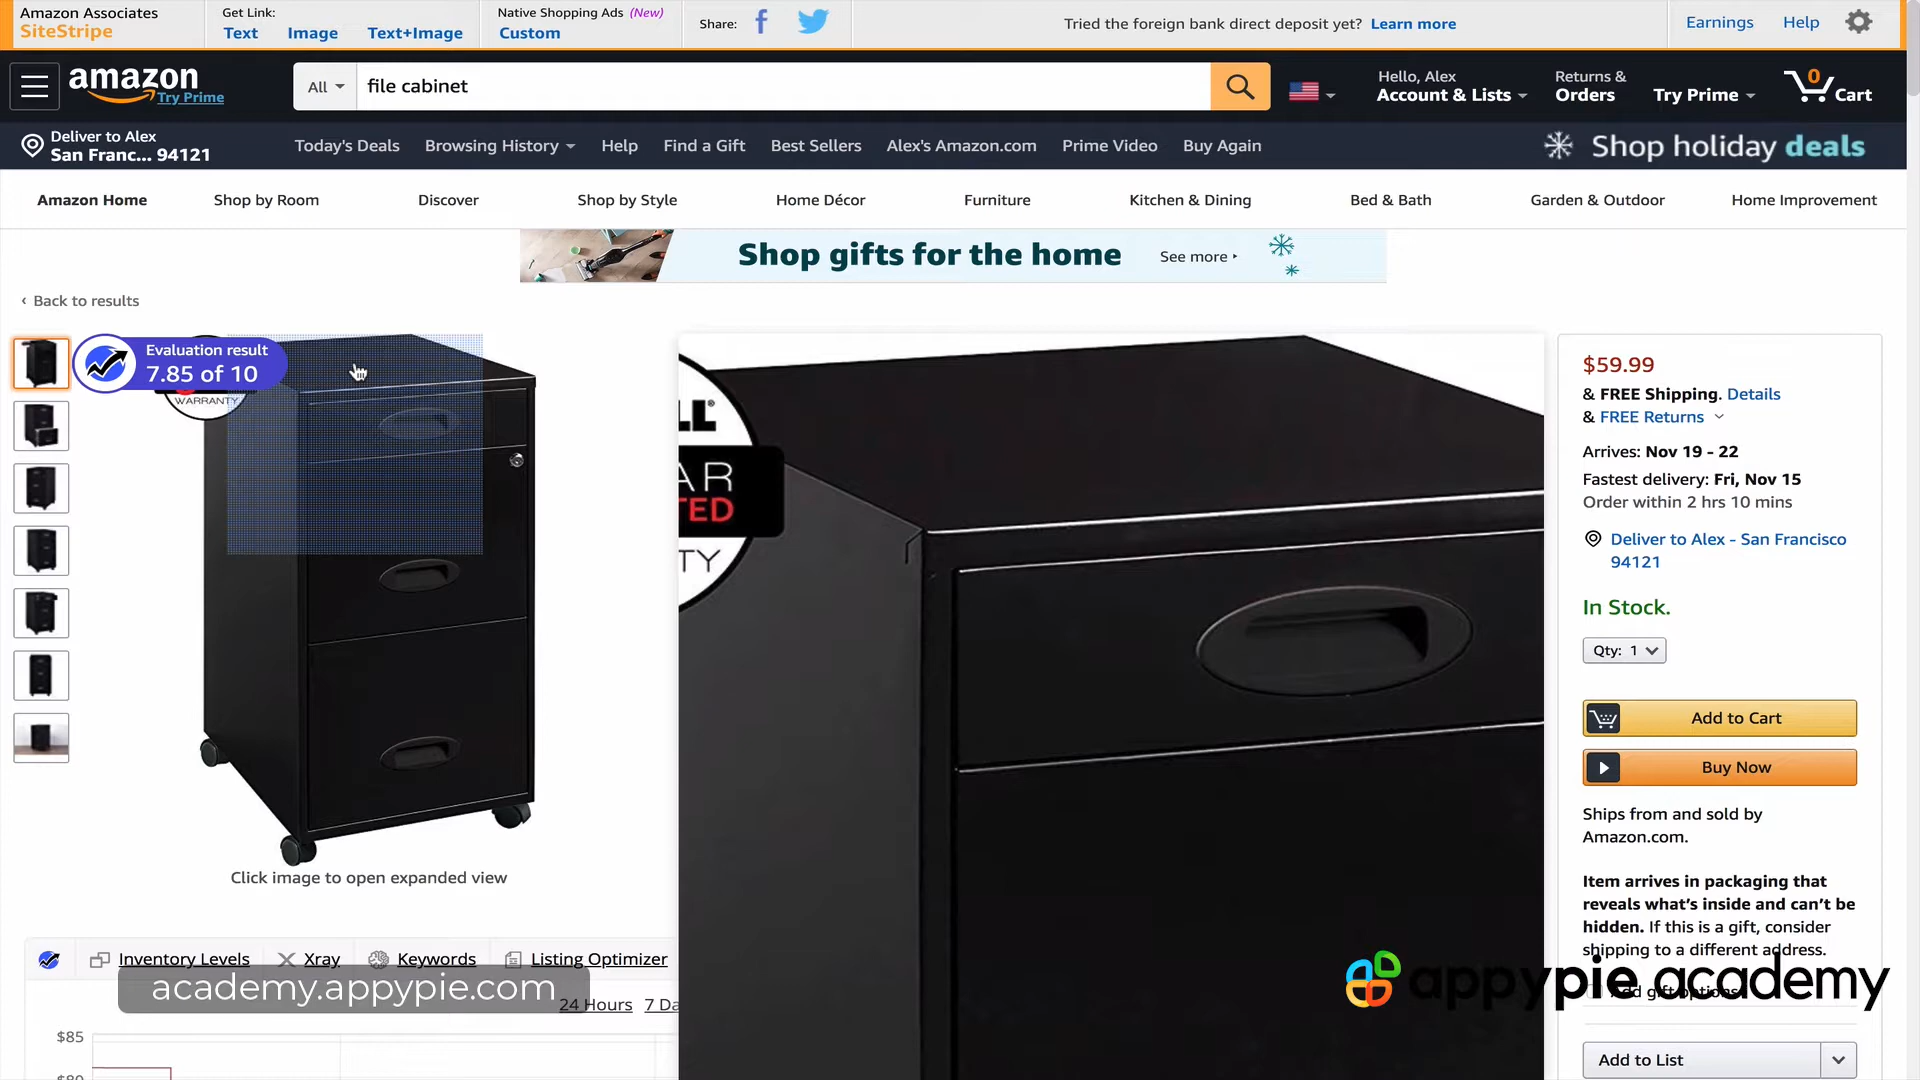 Amazon Associates
SiteStripe
Get Link:
Text
Image
Text+Image
Native Shopping Ads (New)
Custom
Share:
Tried the foreign bank direct deposit yet? Learn more
Earnings
Help
amazon
Try Prime
All
file cabinet
Hello, Alex
Account & Lists
Returns &
Orders
Try Prime
0
Cart
Deliver to Alex
San Franc... 94121
Today's Deals
Browsing History
Help
Find a Gift
Best Sellers
Alex's Amazon.com
Prime Video
Buy Again
Shop holiday deals
Amazon Home
Shop by Room
Discover
Shop by Style
Home Décor
Furniture
Kitchen & Dining
Bed & Bath
Garden & Outdoor
Home Improvement
Shop gifts for the home
See more
‹ Back to results
Evaluation result
7.85 of 10
WARRANTY
LL®
AR
TED
TY
Click image to open expanded view
$59.99
& FREE Shipping. Details
& FREE Returns
Arrives: Nov 19 - 22
Fastest delivery: Fri, Nov 15
Order within 2 hrs 10 mins
Deliver to Alex - San Francisco
94121
In Stock.
Qty: 1
Add to Cart
Buy Now
Ships from and sold by
Amazon.com.
Item arrives in packaging that
reveals what's inside and can't be
hidden. If this is a gift, consider
shipping to a different address.
Add gift options
appypie academy
Add to List
Inventory Levels
Xray
Keywords
Listing Optimizer
academy.appypie.com
24 Hours
7 Da
$85
$80